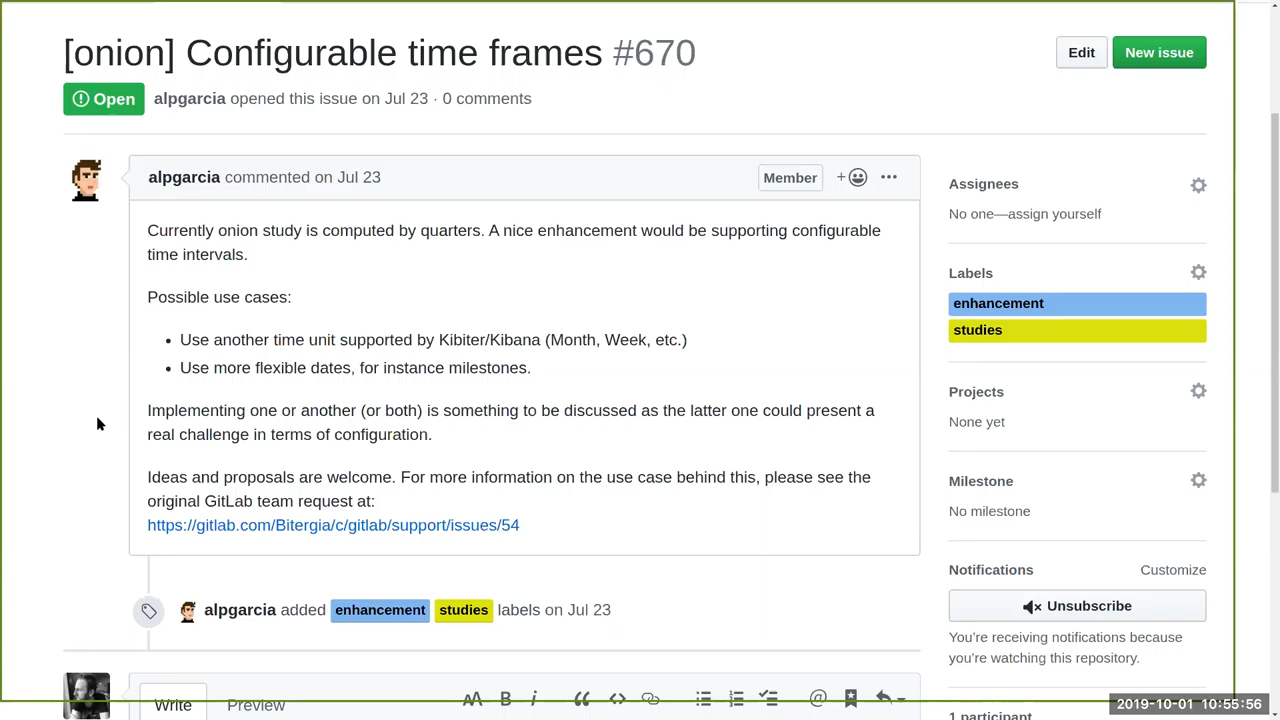 [onion] Configurable time frames #670
Edit
New issue
Open
alpgarcia opened this issue on Jul 23 · 0 comments
alpgarcia commented on Jul 23
Member
Currently onion study is computed by quarters. A nice enhancement would be supporting configurable
time intervals.
Possible use cases:
• Use another time unit supported by Kibiter/Kibana (Month, Week, etc.)
• Use more flexible dates, for instance milestones.
Implementing one or another (or both) is something to be discussed as the latter one could present a
real challenge in terms of configuration.
Ideas and proposals are welcome. For more information on the use case behind this, please see the
original GitLab team request at:
https://gitlab.com/Bitergia/c/gitlab/support/issues/54
alpgarcia added enhancement studies labels on Jul 23
Write
Preview
Assignees
No one—assign yourself
Labels
enhancement
studies
Projects
None yet
Milestone
No milestone
Notifications
Customize
Unsubscribe
You’re receiving notifications because
you’re watching this repository.
1 participant
2019-10-01 10:55:56